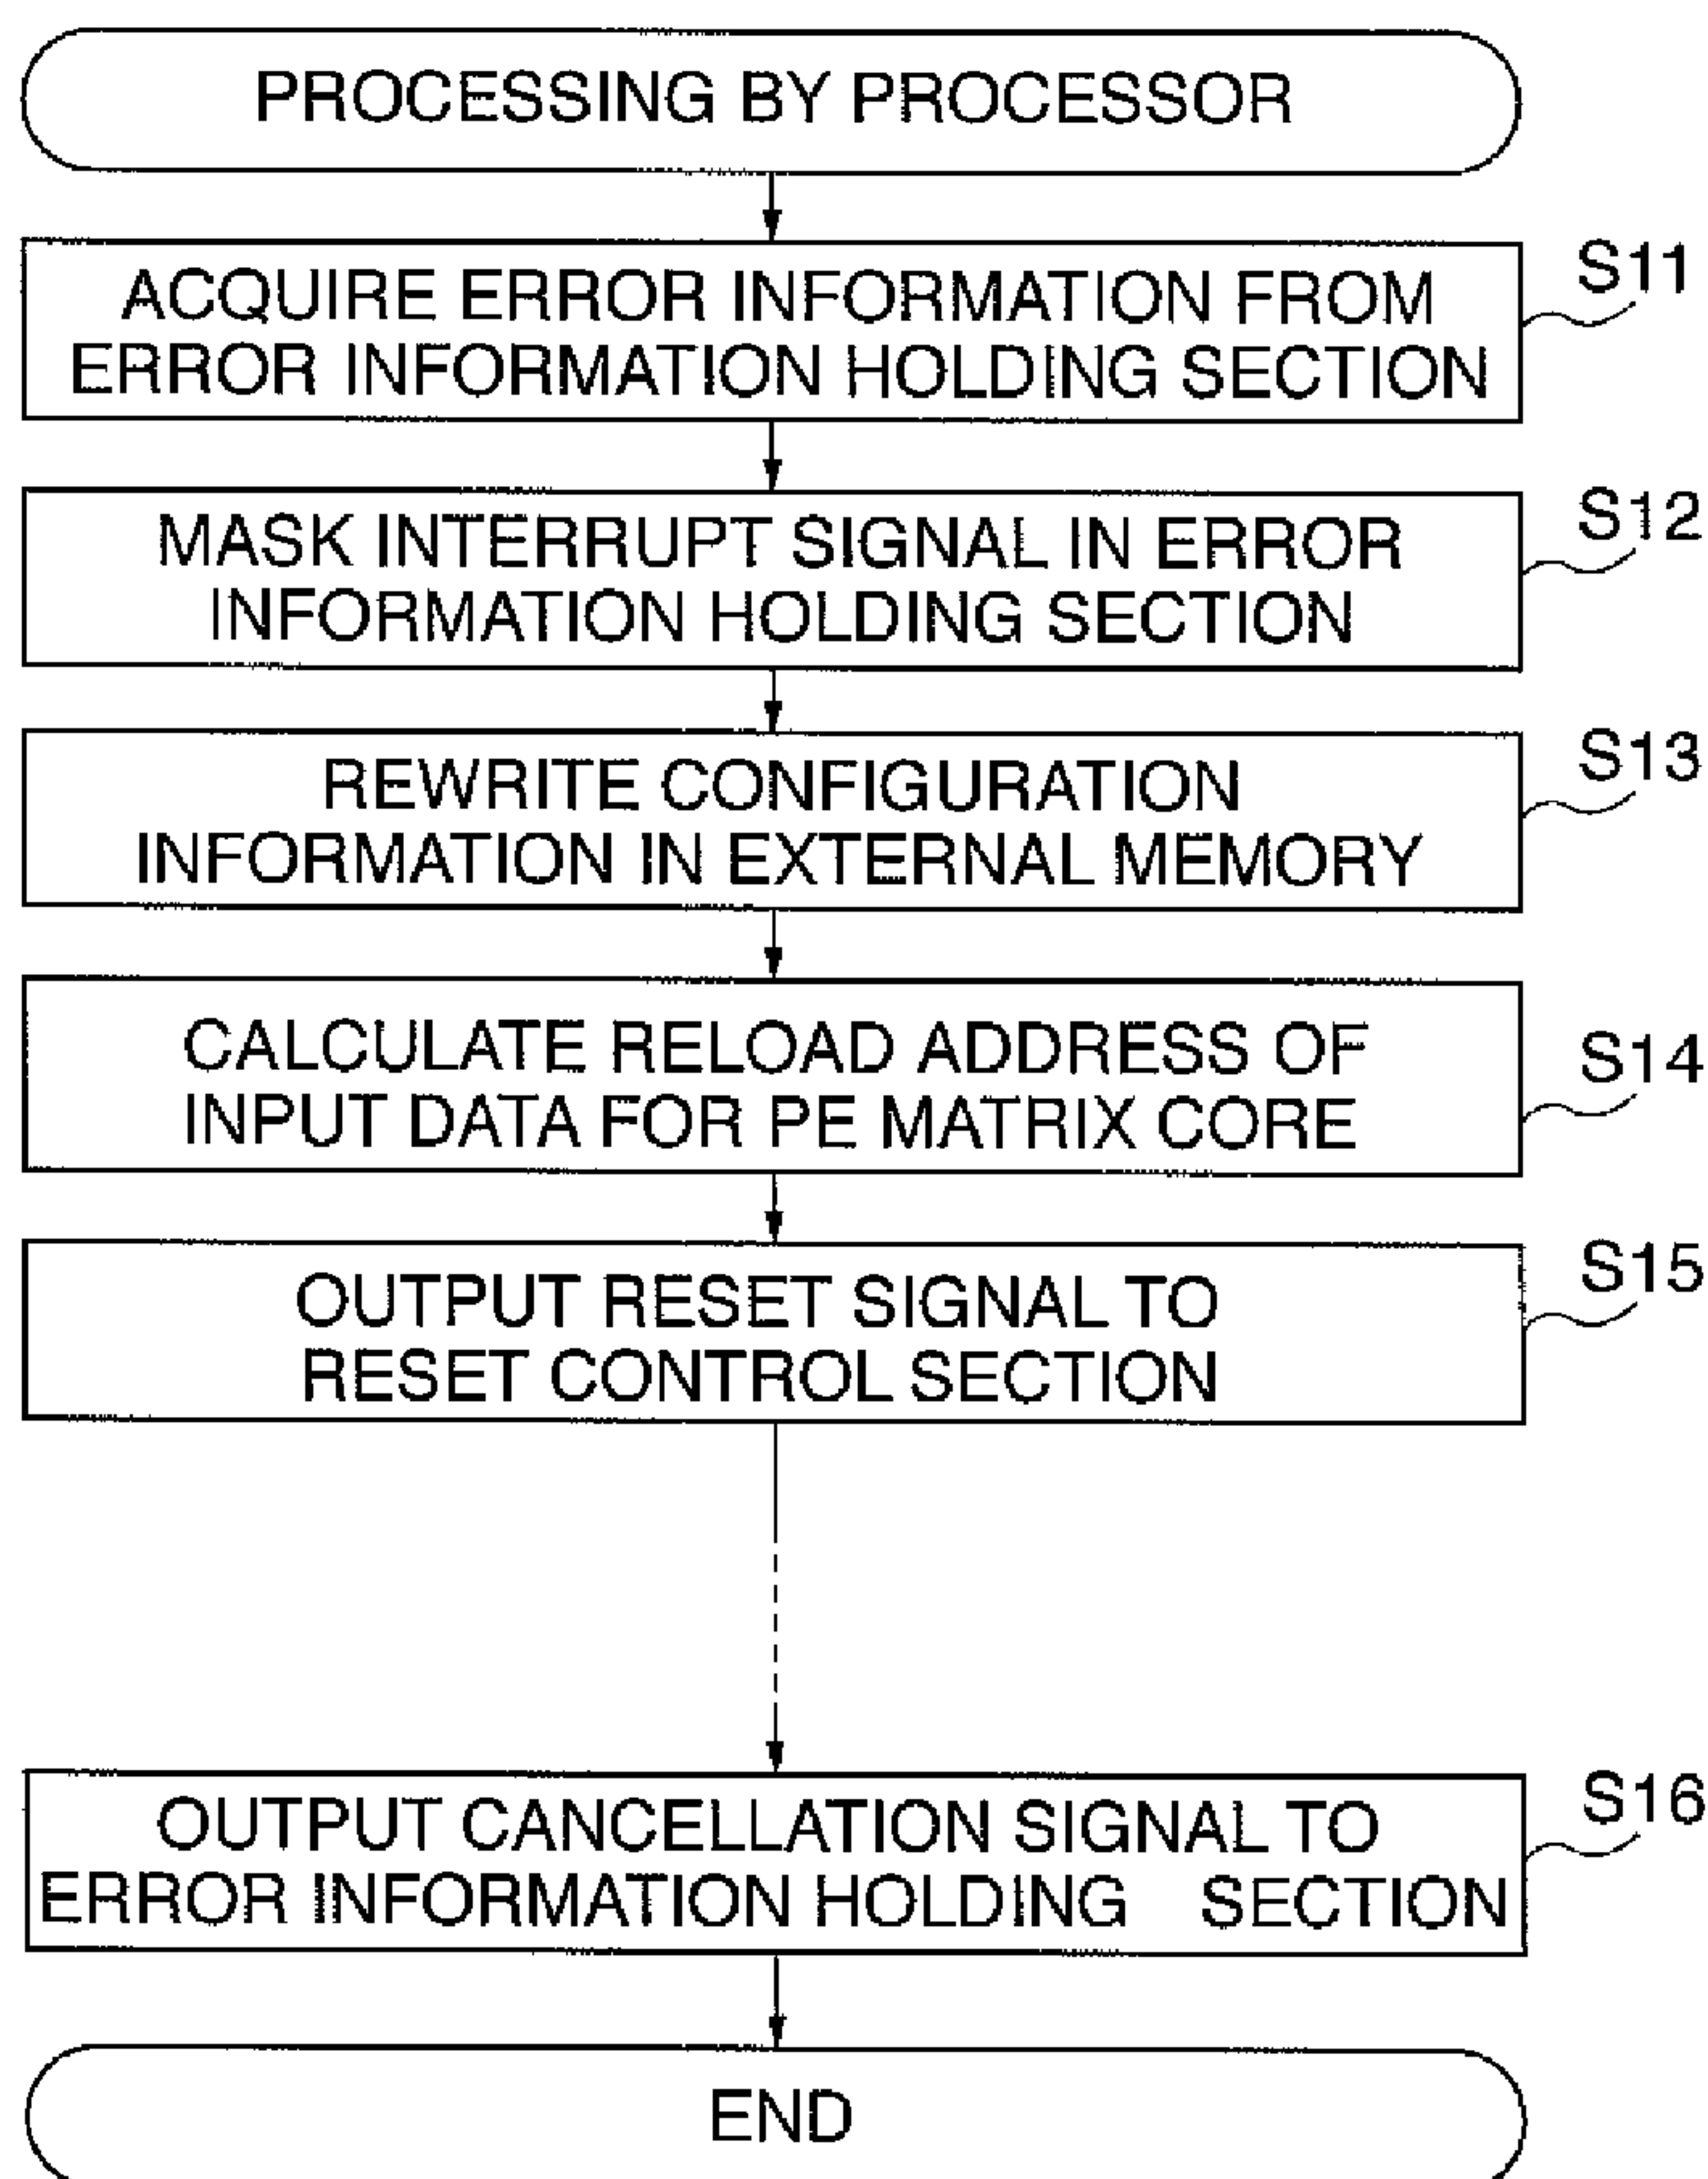 PROCESSING BY PROCESSOR
ACQUIRE ERROR INFORMATION FROM
ERROR INFORMATION HOLDING SECTION
S11
MASK INTERRUPT SIGNAL IN ERROR
INFORMATION HOLDING SECTION
S12
REWRITE CONFIGURATION
INFORMATION IN EXTERNAL MEMORY
S13
CALCULATE RELOAD ADDRESS OF
INPUT DATA FOR PE MATRIX CORE
S14
OUTPUT RESET SIGNAL TO
RESET CONTROL SECTION
S15
OUTPUT CANCELLATION SIGNAL TO
ERROR INFORMATION HOLDING SECTION
S16
END